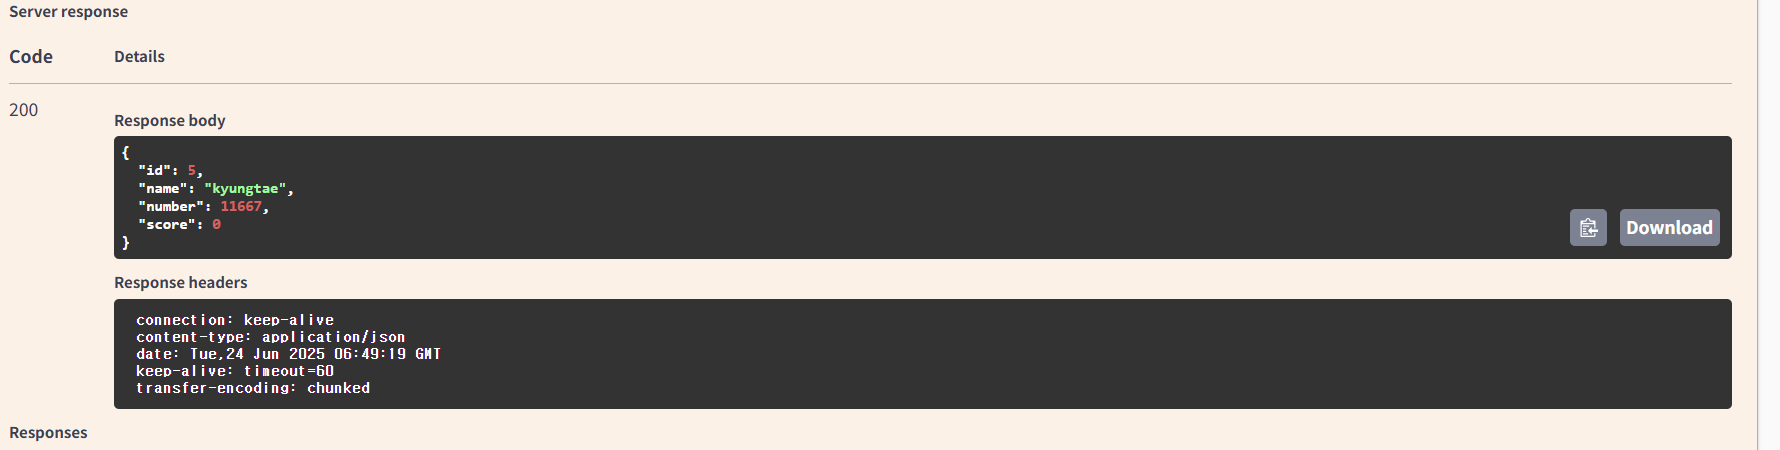 Server response
Code Details
200
Response body
{
"id": 5,
"name": "kyungtae",
"number": 11667,
"score": 0
}
Download
Response headers
connection: keep-alive
content-type: application/json
date: Tue,24 Jun 2025 06:49:19 GMT
keep-alive: timeout=60
transfer-encoding: chunked
Responses